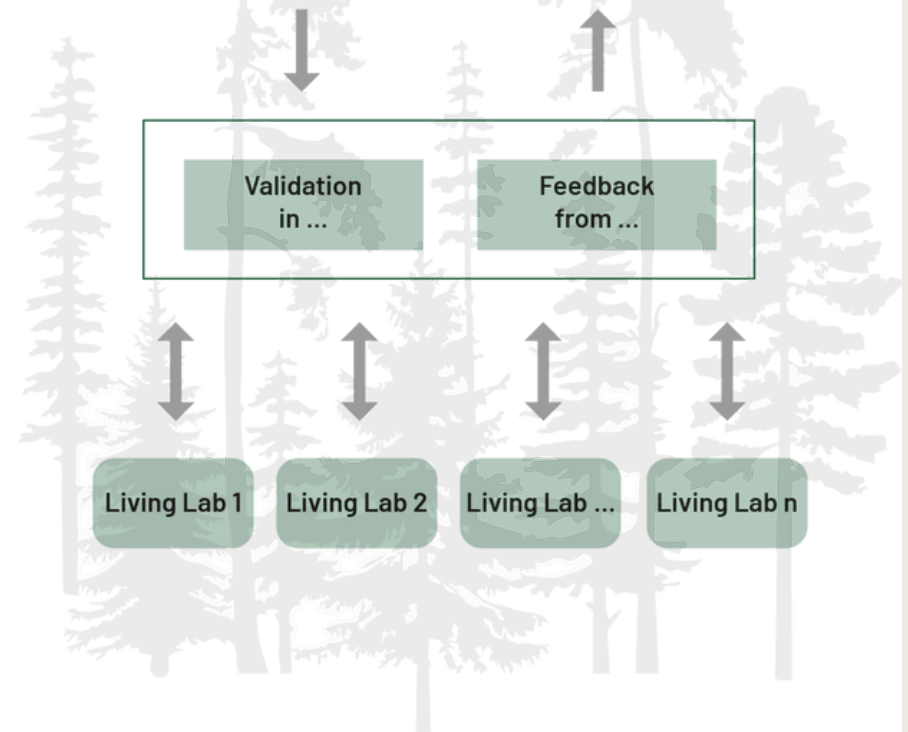 Validation
in ...
Feedback
from ...
Living Lab 1
Living Lab 2
Living Lab ...
Living Lab n